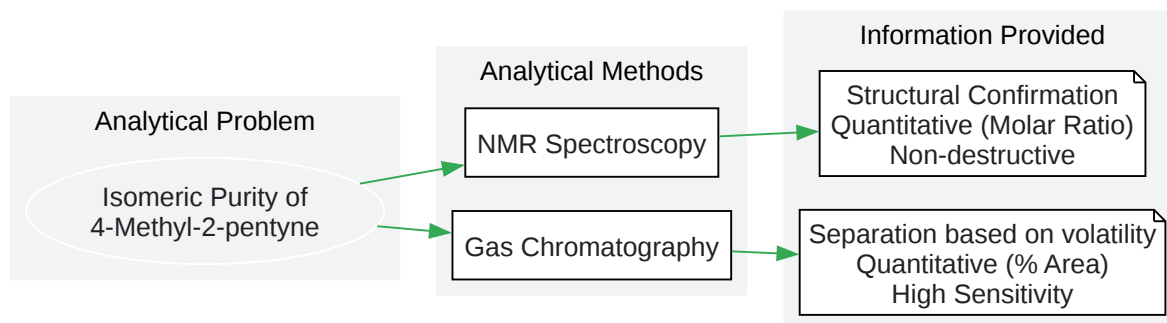 Analytical Problem
Isomeric Purity of
4-Methyl-2-pentyne
Analytical Methods
NMR Spectroscopy
Gas Chromatography
Information Provided
Structural Confirmation
Quantitative (Molar Ratio)
Non-destructive
Separation based on volatility
Quantitative (% Area)
High Sensitivity